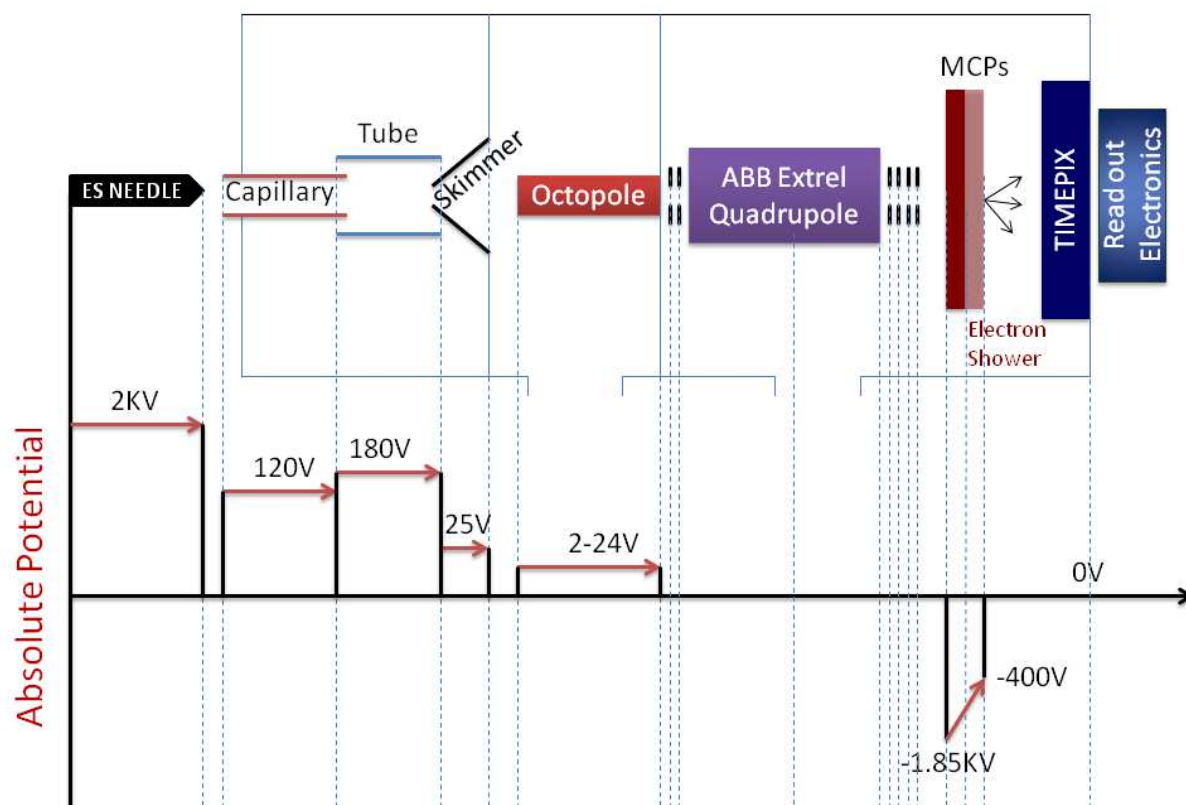 MCPs
Tube
Skimmer
ES NEEDLE
Capillary
Octopole
ABB Extrel
Quadrupole
TIMEPIX
Read out
Electronics
Electron
Shower
Absolute Potential
2KV
120V
180V
25V
2-24V
0V
-400V
-1.85KV